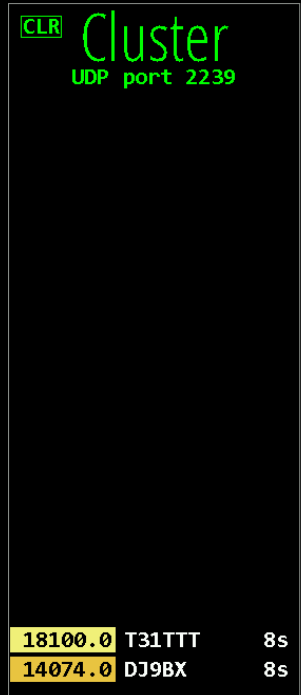 CLR Cluster
UDP port 2239
18100.0 T31TTT 8s
14074.0 DJ9BX 8s